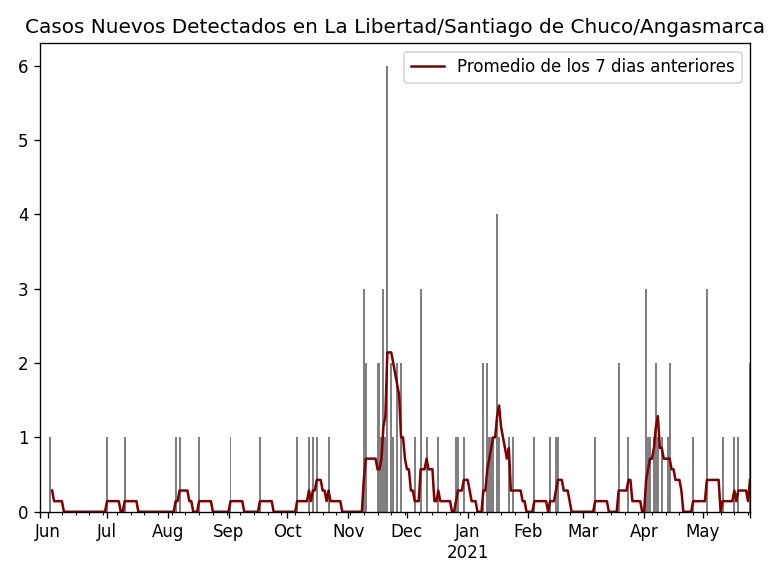 Casos Nuevos Detectados en La Libertad/Santiago de Chuco/Angasmarca
Promedio de los 7 dias anteriores
6
5
4
3
2
1
0
Jun Jul Aug Sep Oct Nov Dec Jan Feb Mar Apr May
2021